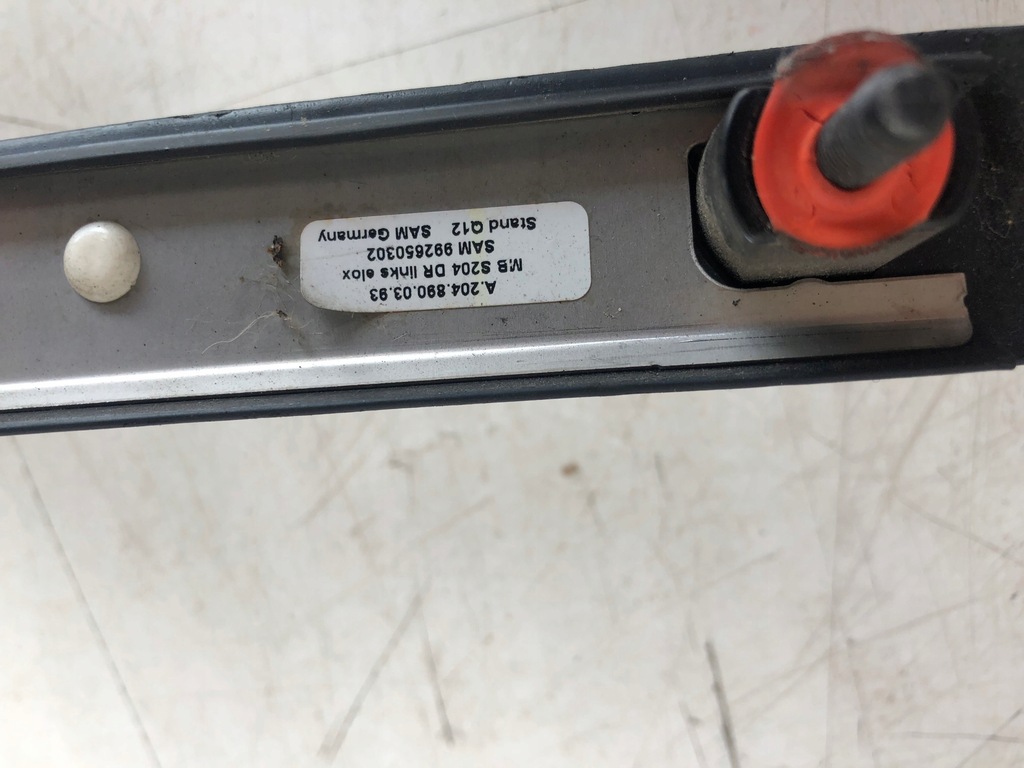 A.204.890.03.93
M.B S204 DR links elox
SAM 992650302
Stand Q12 SAM Germany